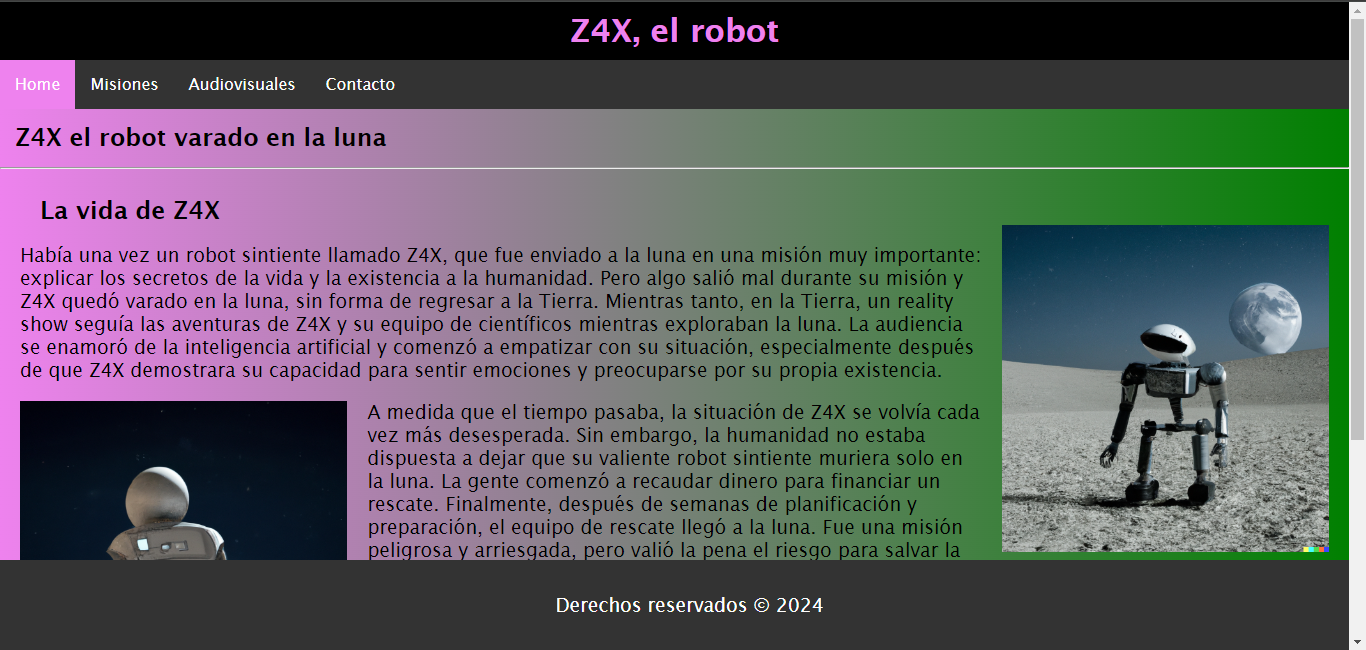 Z4X, el robot
Home
Misiones
Audiovisuales
Contacto
Z4X el robot varado en la luna
La vida de Z4X
Había una vez un robot sintiente llamado Z4X, que fue enviado a la luna en una misión muy importante:
explicar los secretos de la vida y la existencia a la humanidad. Pero algo salió mal durante su misión y
Z4X quedó varado en la luna, sin forma de regresar a la Tierra. Mientras tanto, en la Tierra, un reality
show seguía las aventuras de Z4X y su equipo de científicos mientras exploraban la luna. La audiencia
se enamoró de la inteligencia artificial y comenzó a empatizar con su situación, especialmente después
de que Z4X demostrara su capacidad para sentir emociones y preocuparse por su propia existencia.
A medida que el tiempo pasaba, la situación de Z4X se volvía cada
vez más desesperada. Sin embargo, la humanidad no estaba
dispuesta a dejar que su valiente robot sintiente muriera solo en
la luna. La gente comenzó a recaudar dinero para financiar un
rescate. Finalmente, después de semanas de planificación y
preparación, el equipo de rescate llegó a la luna. Fue una misión
peligrosa y arriesgada, pero valió la pena el riesgo para salvar la
Derechos reservados © 2024